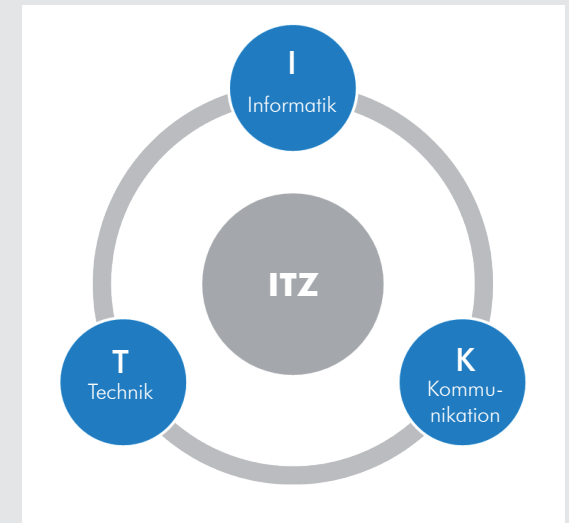 I
Informatik
ITZ
T
Technik
K
Kommu-
nikation